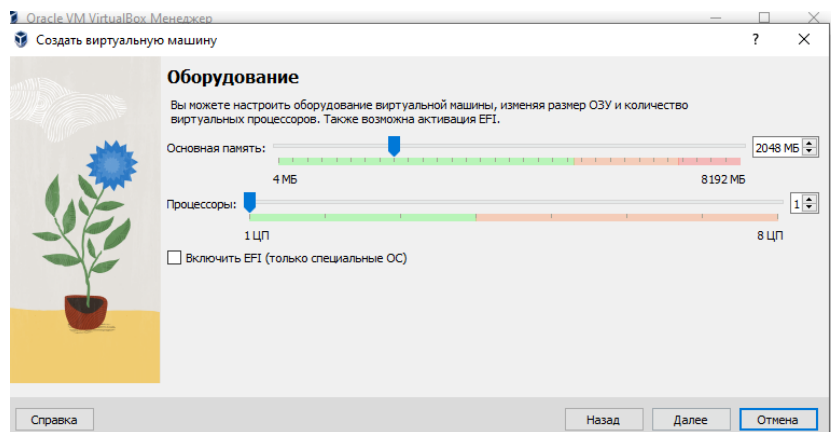 Oracle VM VirtualBox Менеджер
Создать виртуальную машину
?
Оборудование
Вы можете настроить оборудование виртуальной машины, изменяя размер ОЗУ и количество
виртуальных процессоров. Также возможна активация EFI.
Основная память:
2048 МБ
4 МБ
8192 МБ
Процессоры:
1
1 ЦП
8 ЦП
Включить EFI (только специальные ОС)
Справка
Назад
Далее
Отмена